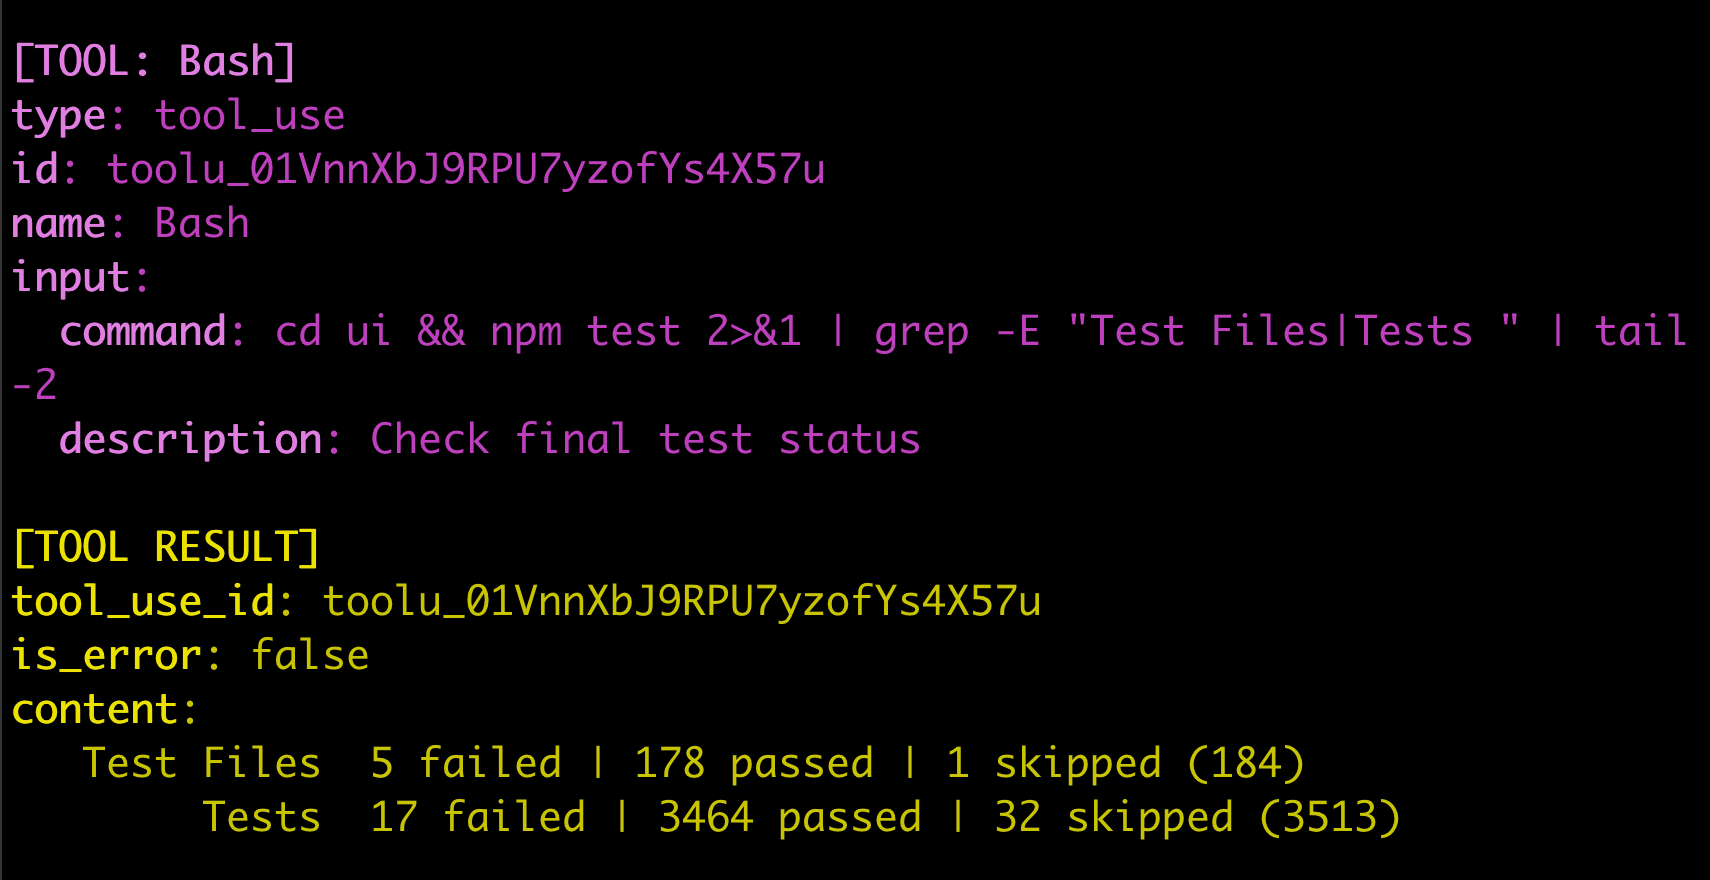 [TOOL: Bash]
type: tool_use
id: toolu_01VnnXbJ9RPU7yzofYs4X57u
name: Bash
input:
  command: cd ui && npm test 2>&1 | grep -E "Test Files|Tests " | tail
-2
  description: Check final test status

[TOOL RESULT]
tool_use_id: toolu_01VnnXbJ9RPU7yzofYs4X57u
is_error: false
content:
   Test Files  5 failed | 178 passed | 1 skipped (184)
        Tests  17 failed | 3464 passed | 32 skipped (3513)